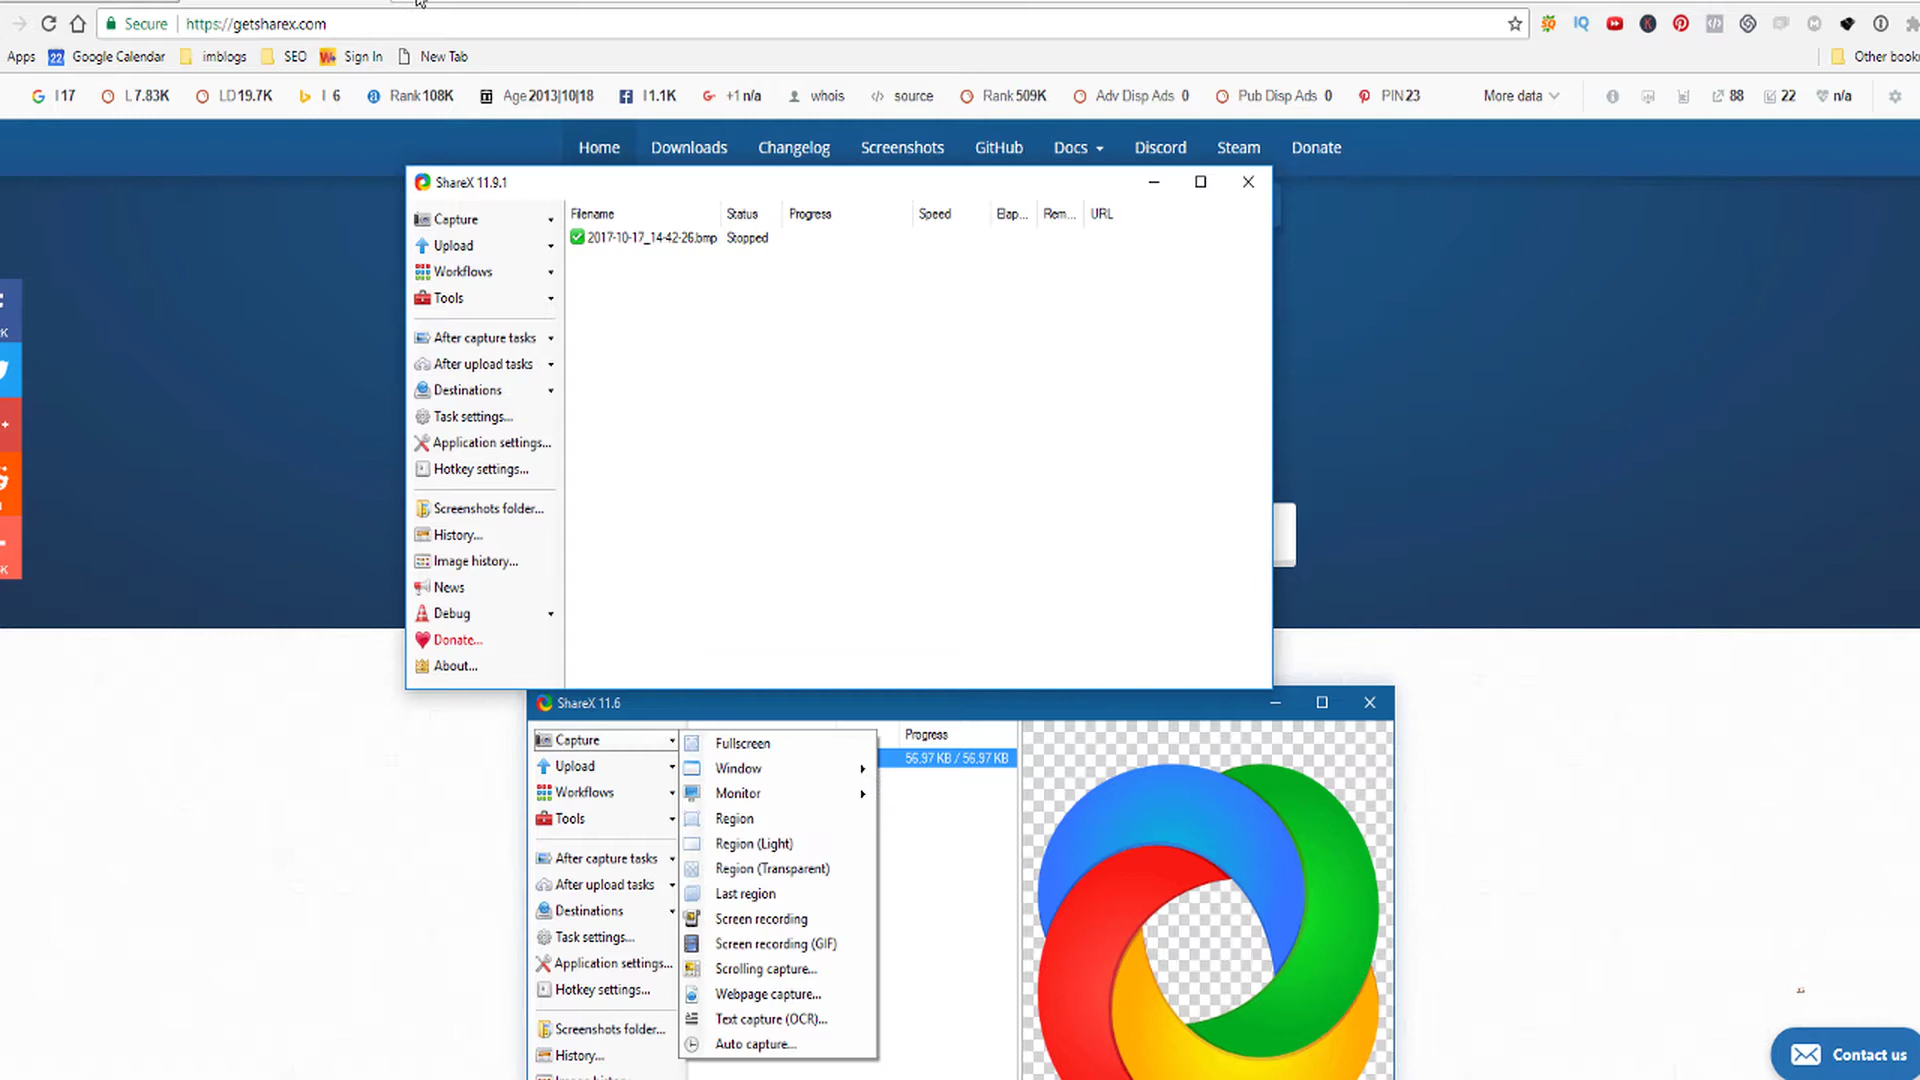 Secure https://getsharex.com
Apps 22 Google Calendar imblogs SEO Sign In New Tab Other book
I 17 L 7.83K LD 19.7K I 6 Rank 108K Age 2013|10|18 I 1.1K +1 n/a whois source Rank 509K Adv Disp Ads 0 Pub Disp Ads 0 PIN 23 More data 88 22 n/a
Home Downloads Changelog Screenshots GitHub Docs Discord Steam Donate
ShareX 11.9.1
Filename Status Progress Speed Elap... Rem... URL
2017-10-17_14-42-26.bmp Stopped
Capture
Upload
Workflows
Tools
After capture tasks
After upload tasks
Destinations
Task settings...
Application settings...
Hotkey settings...
Screenshots folder...
History...
Image history...
News
Debug
Donate...
About...
K
+
K
ShareX 11.6
Progress
56.97 KB / 56.97 KB
Capture
Upload
Workflows
Tools
After capture tasks
After upload tasks
Destinations
Task settings...
Application settings...
Hotkey settings...
Screenshots folder...
History...
Fullscreen
Window
Monitor
Region
Region (Light)
Region (Transparent)
Last region
Screen recording
Screen recording (GIF)
Scrolling capture...
Webpage capture...
Text capture (OCR)...
Auto capture...
Contact us